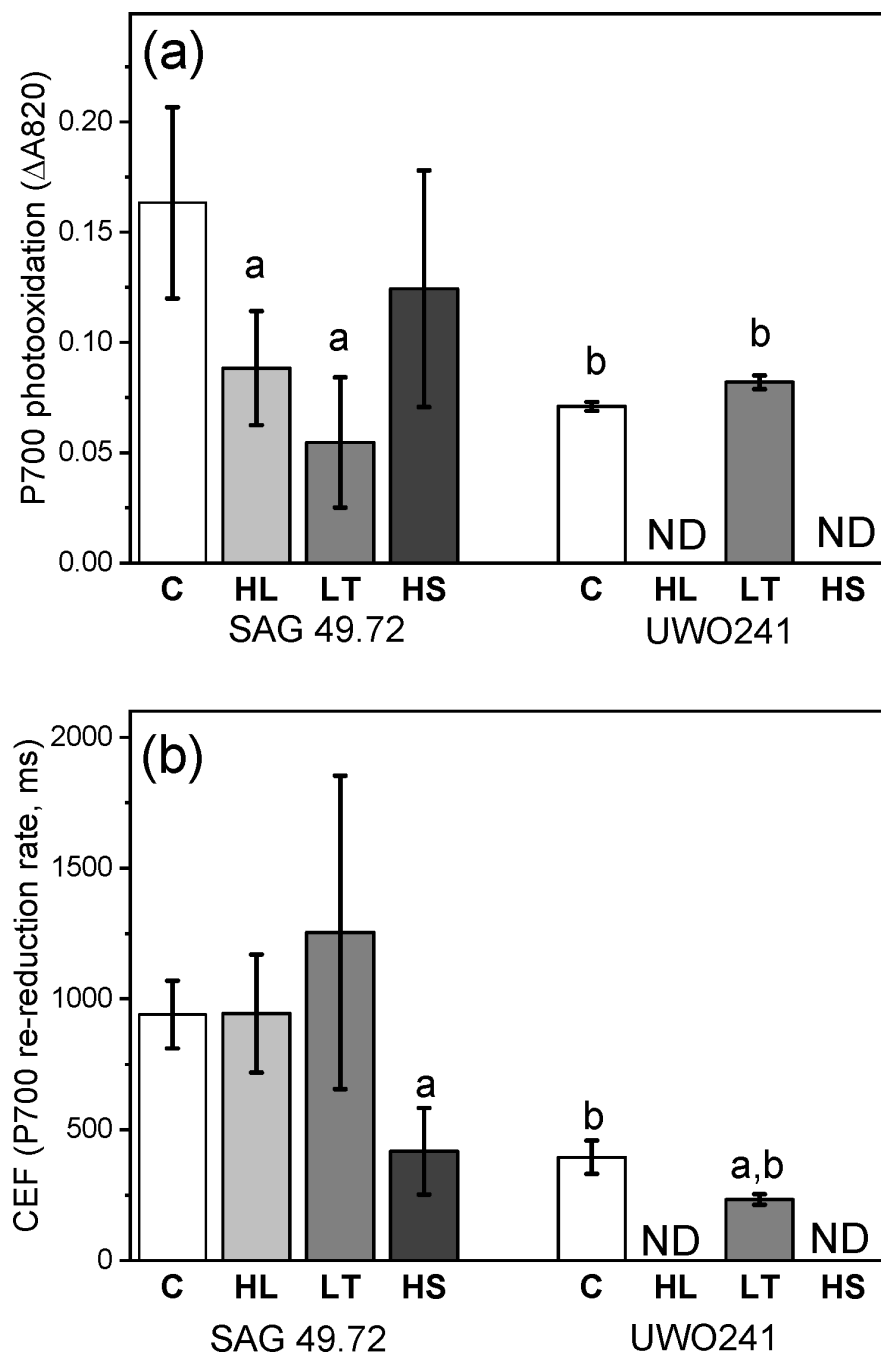 (a)
P700 photooxidation (ΔA820)
0.20
0.15
0.10
0.05
0.00
a
a
b
b
ND
ND
C HL LT HS C HL LT HS
SAG 49.72 UWO241
(b)
CEF (P700 re-reduction rate, ms)
2000
1500
1000
500
0
a
b
a,b
ND
ND
C HL LT HS C HL LT HS
SAG 49.72 UWO241